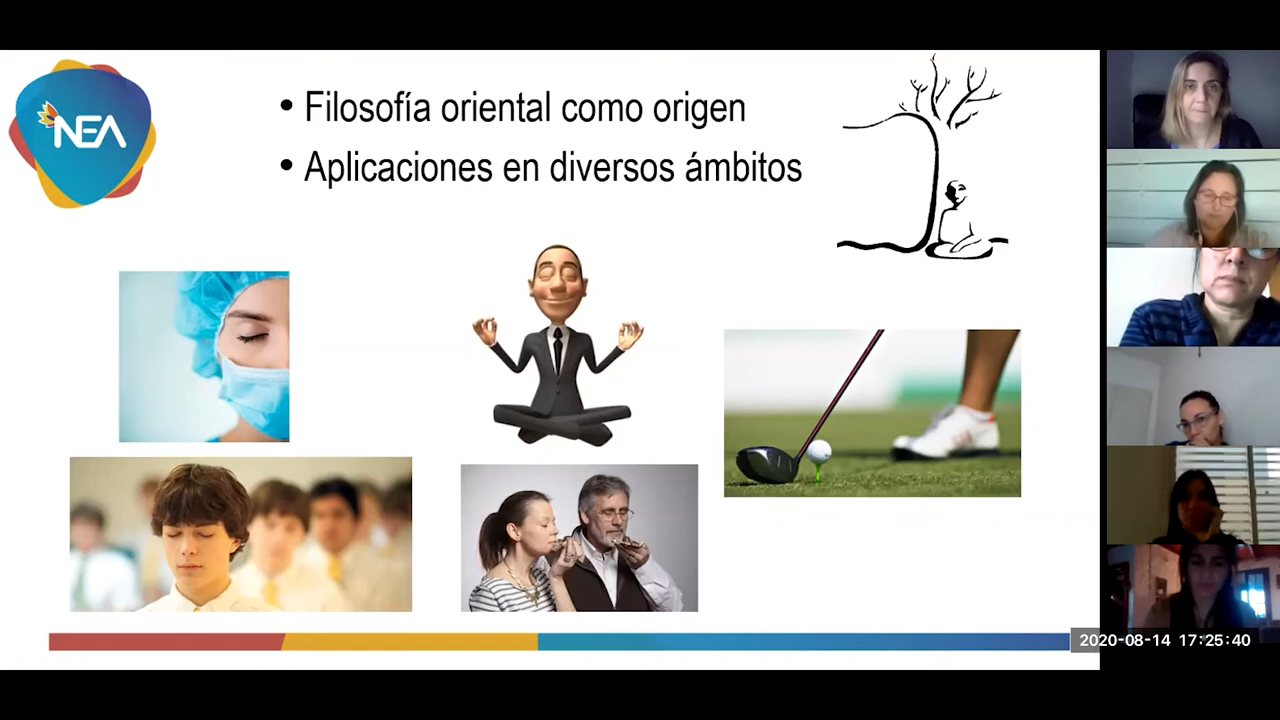 NEA
• Filosofía oriental como origen
• Aplicaciones en diversos ámbitos
2020-08-14 17:25:40